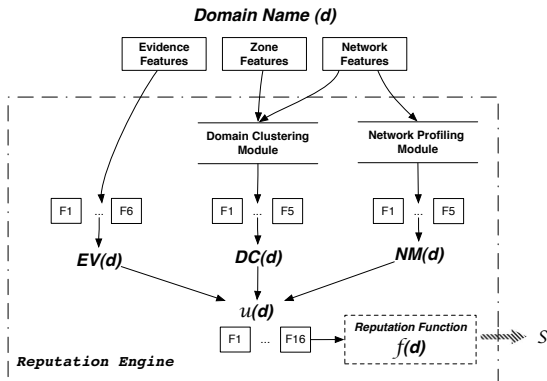 Domain Name (d)
Evidence Features
Zone Features
Network Features
Domain Clustering Module
Network Profiling Module
F1 ... F6
F1 ... F5
F1 ... F5
EV(d)
DC(d)
NM(d)
u(d)
F1 ... F16
Reputation Function
f(d)
S
Reputation Engine